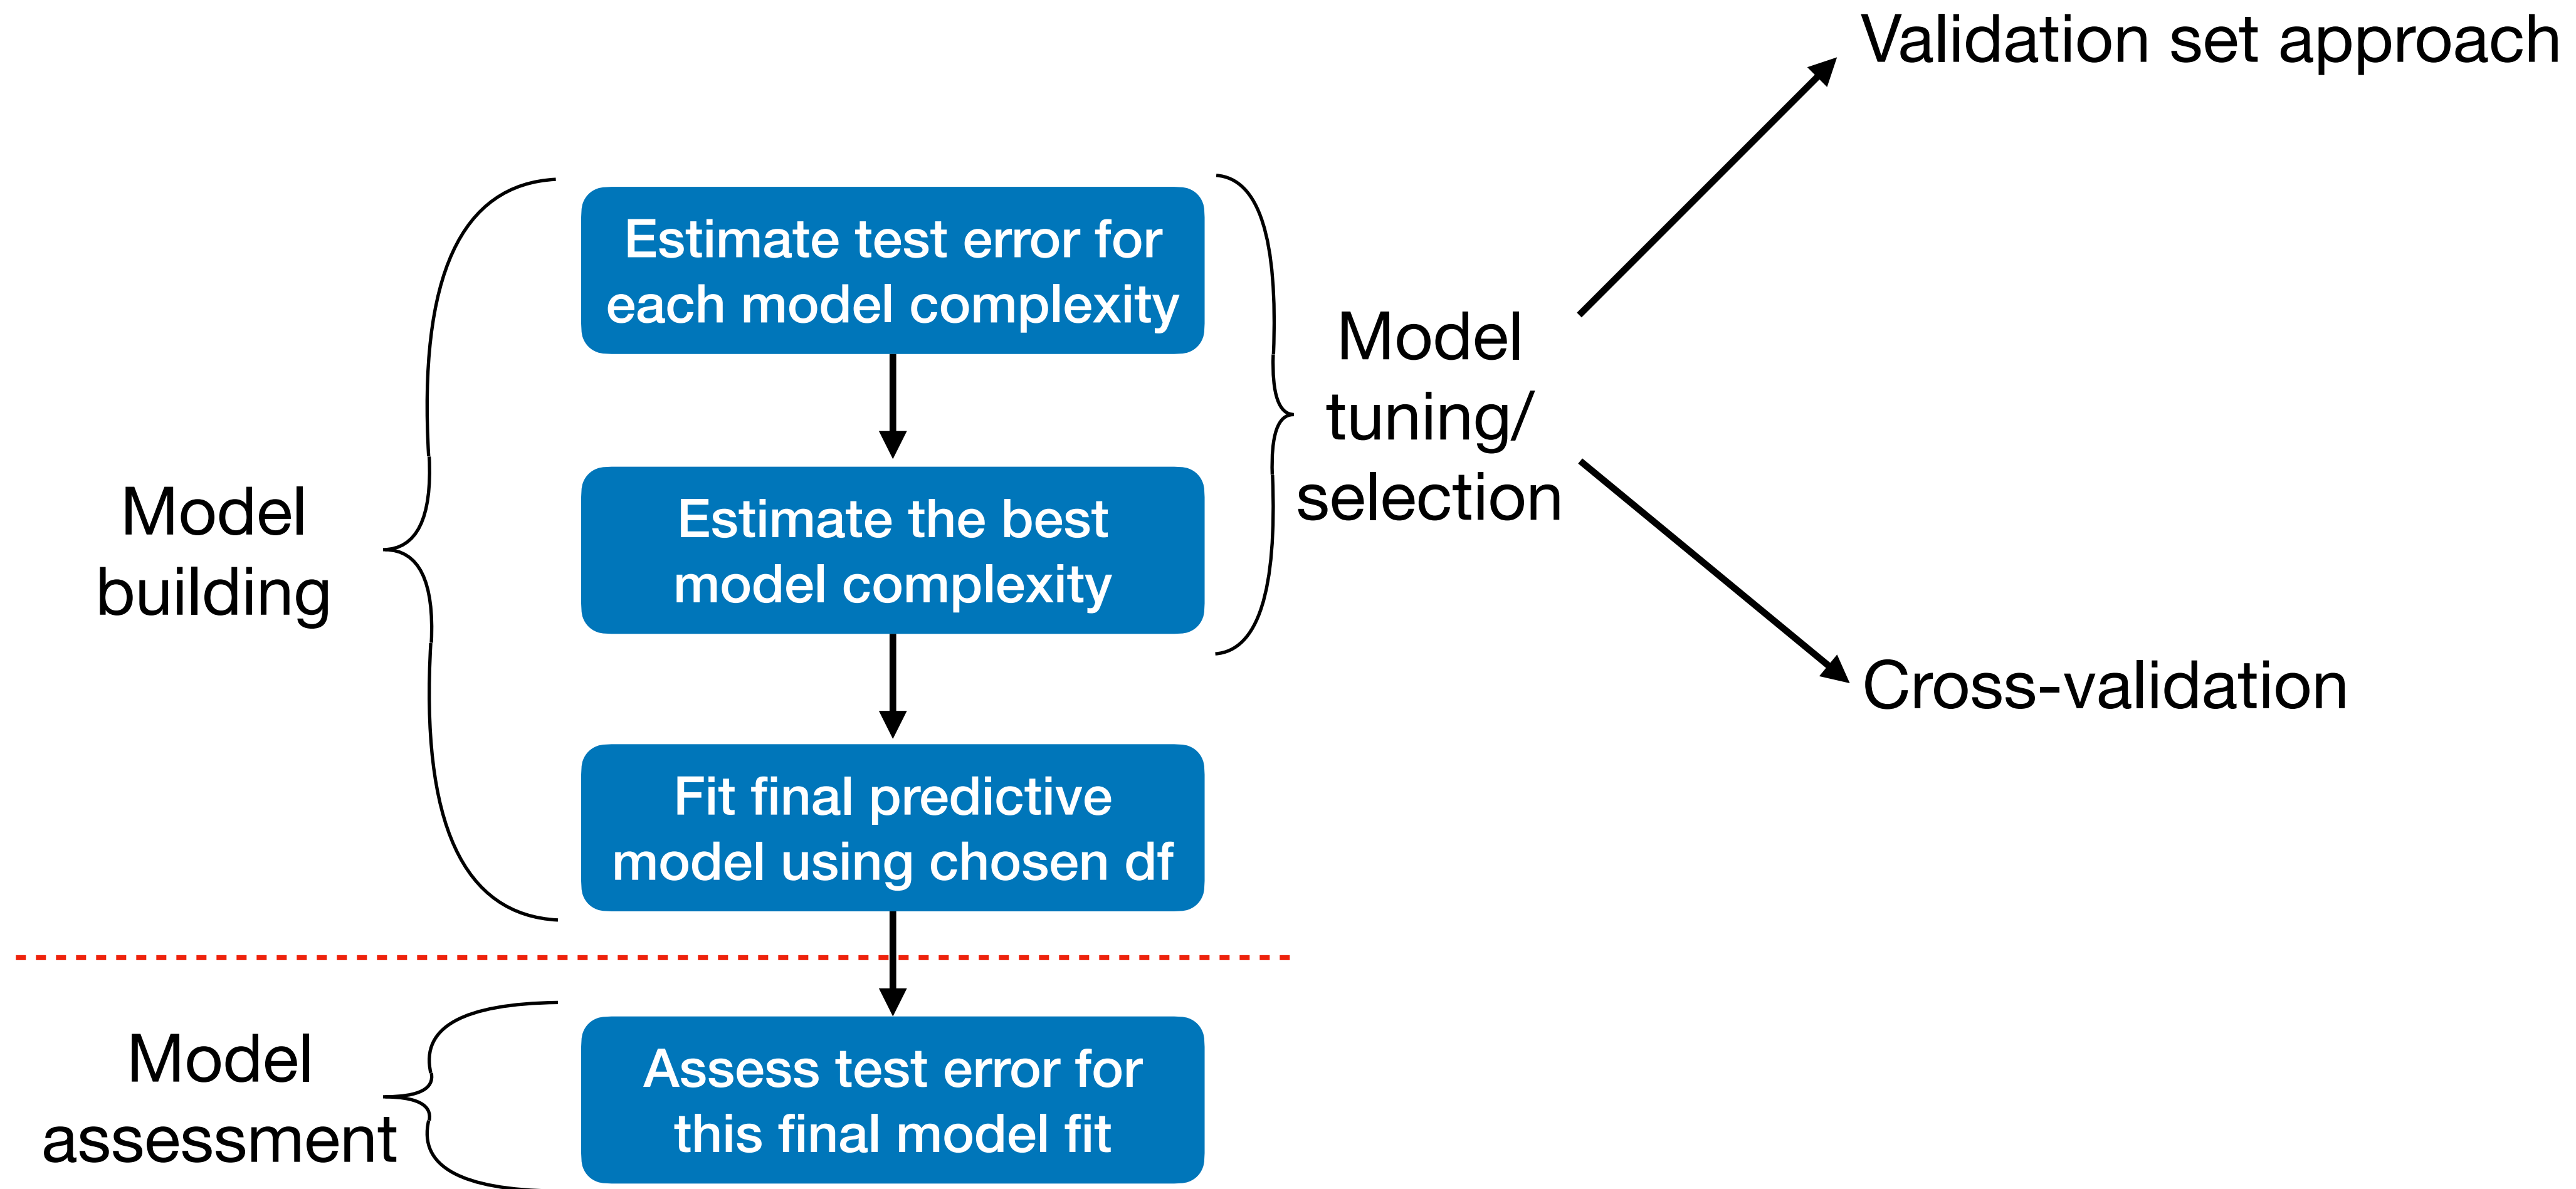 Validation set approach
Estimate test error for
each model complexity
Model
tuning/
selection
Estimate the best
model complexity
Model
building
Cross-validation
Fit final predictive
model using chosen df
Model
assessment
Assess test error for
this final model fit